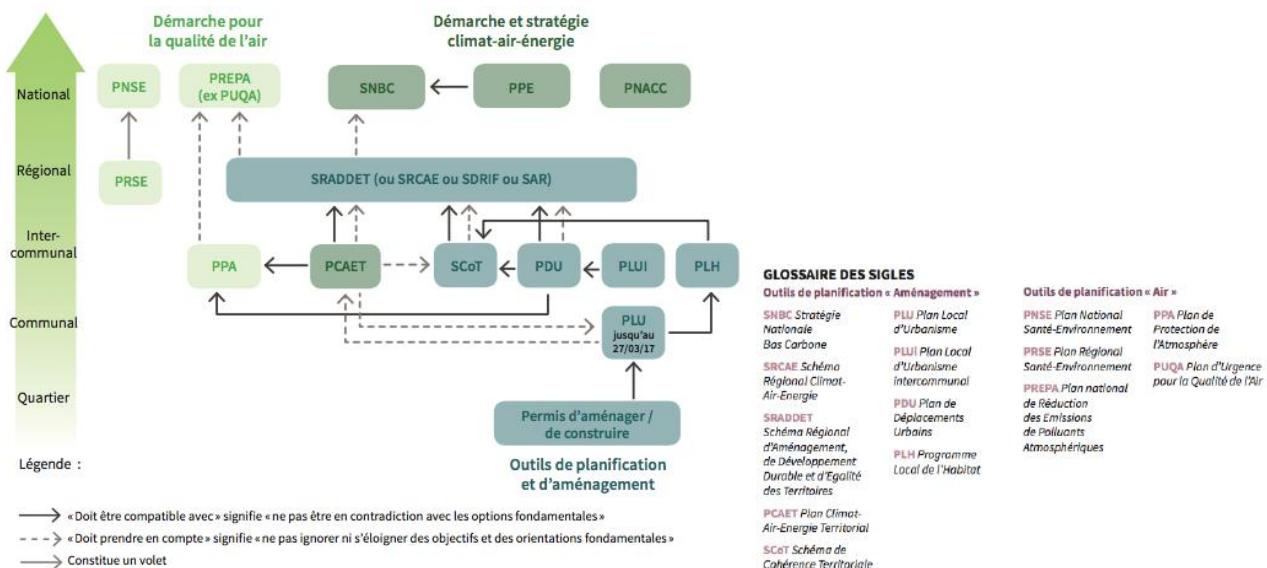 Démarche pour
la qualité de l'air
Démarche et stratégie
climat-air-énergie
National
PNSE
PREPA
(ex PUQA)
SNBC
PPE
PNACC
Régional
PRSE
SRADDET (ou SRCAE ou SDRIF ou SAR)
Inter-
communal
PPA
PCAET
SCoT
PDU
PLUI
PLH
Communal
PLU
jusqu'au
27/03/17
Quartier
Permis d'aménager /
de construire
Outils de planification
et d'aménagement
Légende :
« Doit être compatible avec » signifie « ne pas être en contradiction avec les options fondamentales »
« Doit prendre en compte » signifie « ne pas ignorer ni s'éloigner des objectifs et des orientations fondamentales »
Constitue un volet
GLOSSAIRE DES SIGLES
Outils de planification « Aménagement »
SNBC Stratégie
Nationale
Bas Carbone
SRCAE Schéma
Régional Climat-
Air-Energie
SRADDET
Schéma Régional
d'Aménagement,
de Développement
Durable et d'Egalité
des Territoires
PCAET Plan Climat-
Air-Energie Territorial
SCoT Schéma de
Cohérence Territoriale
PLU Plan Local
d'Urbanisme
PLUi Plan Local
d'Urbanisme
intercommunal
PDU Plan de
Déplacements
Urbains
PLH Programme
Local de l'Habitat
Outils de planification « Air »
PNSE Plan National
Santé-Environnement
PRSE Plan Régional
Santé-Environnement
PREPA Plan national
de Réduction
des Emissions
de Polluants
Atmosphériques
PPA Plan de
Protection de
l'Atmosphère
PUQA Plan d'Urgence
pour la Qualité de l'Air